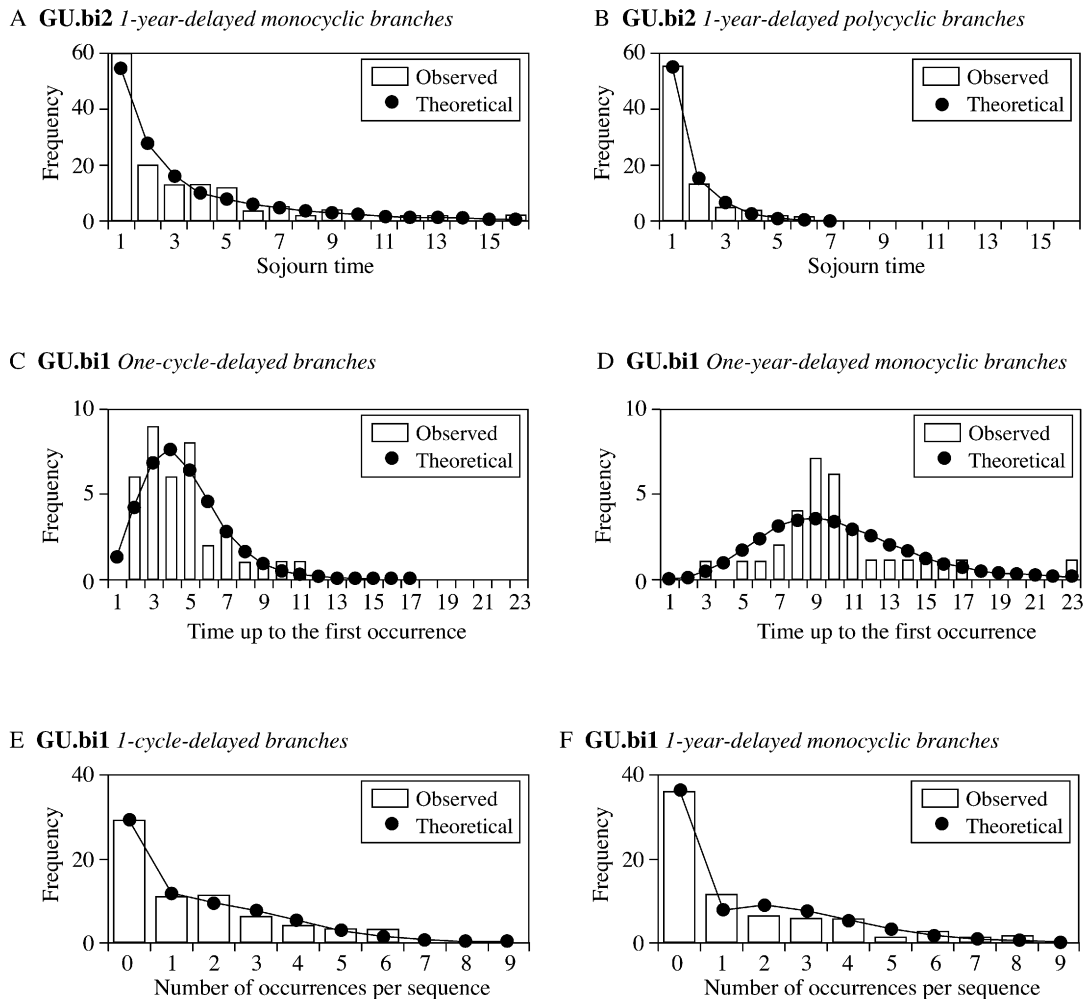 A GU.bi2 1-year-delayed monocyclic branches
60
40
20
0
Frequency
Observed
Theoretical
1 3 5 7 9 11 13 15
Sojourn time
B GU.bi2 1-year-delayed polycyclic branches
60
40
20
0
Frequency
Observed
Theoretical
1 3 5 7 9 11 13 15
Sojourn time
C GU.bi1 One-cycle-delayed branches
10
5
0
Frequency
Observed
Theoretical
1 3 5 7 9 11 13 15 17 19 21 23
Time up to the first occurrence
D GU.bi1 One-year-delayed monocyclic branches
10
5
0
Frequency
Observed
Theoretical
1 3 5 7 9 11 13 15 17 19 21 23
Time up to the first occurrence
E GU.bi1 1-cycle-delayed branches
40
20
0
Frequency
Observed
Theoretical
0 1 2 3 4 5 6 7 8 9
Number of occurrences per sequence
F GU.bi1 1-year-delayed monocyclic branches
40
20
0
Frequency
Observed
Theoretical
0 1 2 3 4 5 6 7 8 9
Number of occurrences per sequence